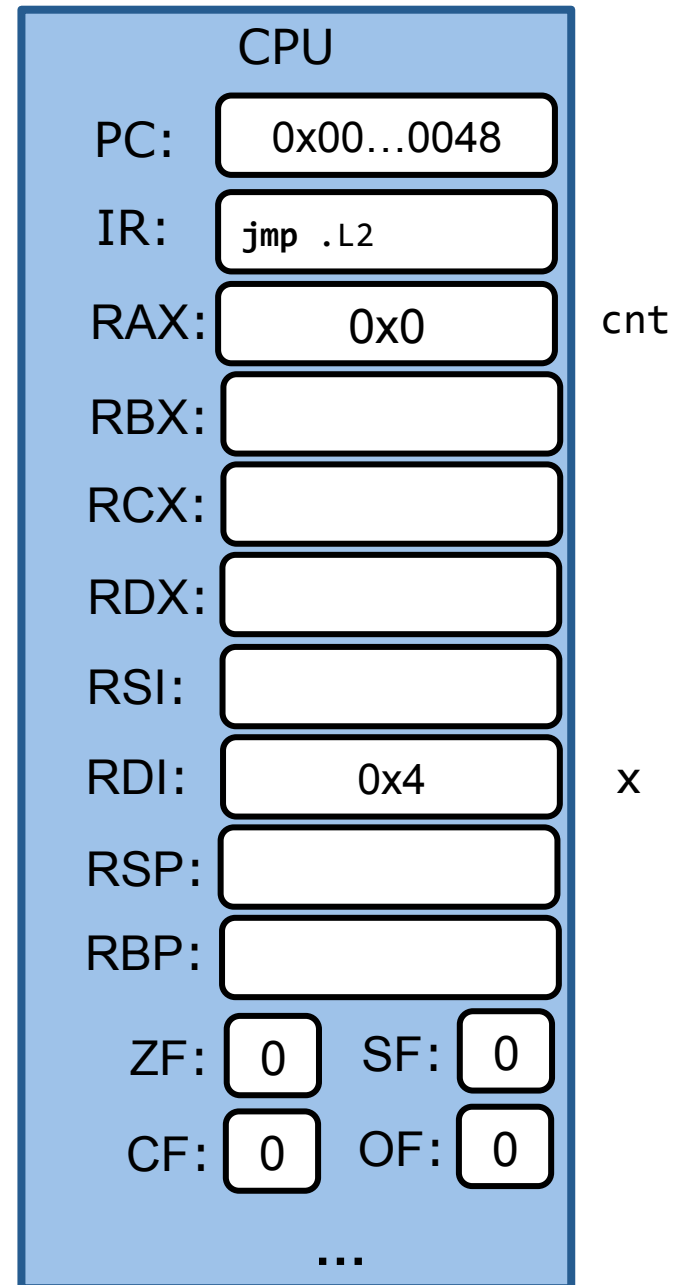 CPU
PC: 0x00...0048
IR: jmp .L2
RAX: 0x0 cnt
RBX:
RCX:
RDX:
RSI:
RDI: 0x4 x
RSP:
RBP:
ZF: 0 SF: 0
CF: 0 OF: 0
...